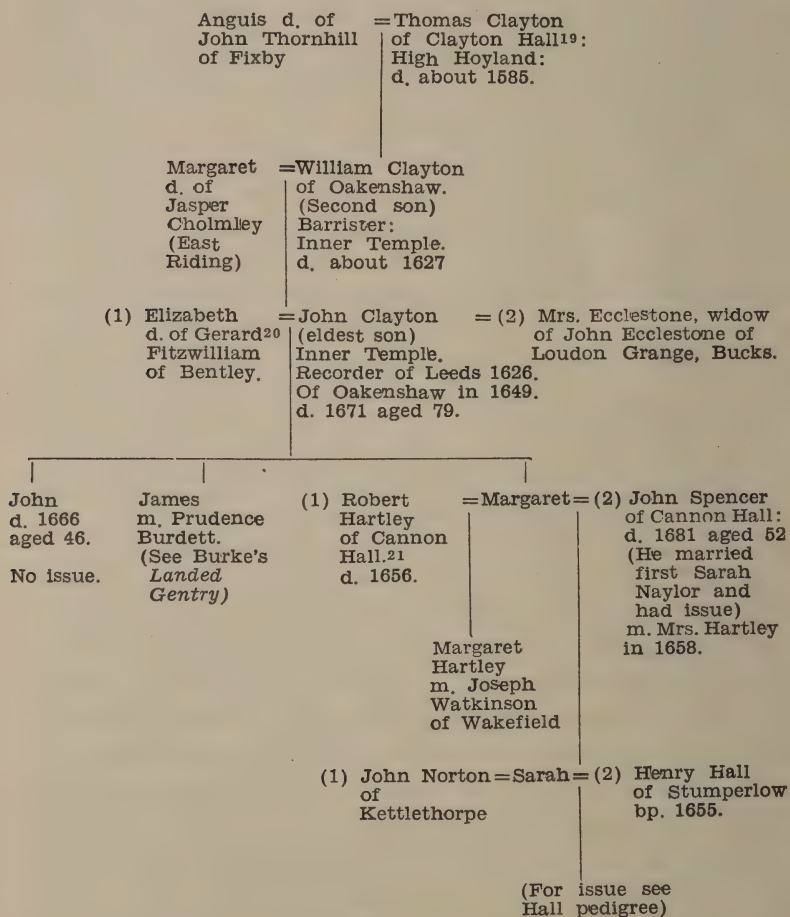 Anguis d. of
John Thornhill
of Fixby
= Thomas Clayton
of Clayton Hall19:
High Hoyland:
d. about 1585.
Margaret
d. of
Jasper
Cholmley
(East
Riding)
=William Clayton
of Oakenshaw.
(Second son)
Barrister:
Inner Temple.
d. about 1627
(1) Elizabeth
d. of Gerard20
Fitzwilliam
of Bentley.
=John Clayton
(eldest son)
Inner Temple.
Recorder of Leeds 1626.
Of Oakenshaw in 1649.
d. 1671 aged 79.
= (2) Mrs. Ecclestone, widow
of John Ecclestone of
Loudon Grange, Bucks.
John
d. 1666
aged 46.
No issue.
James
m. Prudence
Burdett.
(See Burke's
Landed
Gentry)
(1) Robert
Hartley
of Cannon
Hall.21
d. 1656.
=Margaret=
(2) John Spencer
of Cannon Hall:
d. 1681 aged 52
(He married
first Sarah
Naylor and
had issue)
m. Mrs. Hartley
in 1658.
Margaret
Hartley
m. Joseph
Watkinson
of Wakefield
(1) John Norton
of
Kettlethorpe
=Sarah=
(2) Henry Hall
of Stumperlow
bp. 1655.
(For issue see
Hall pedigree)